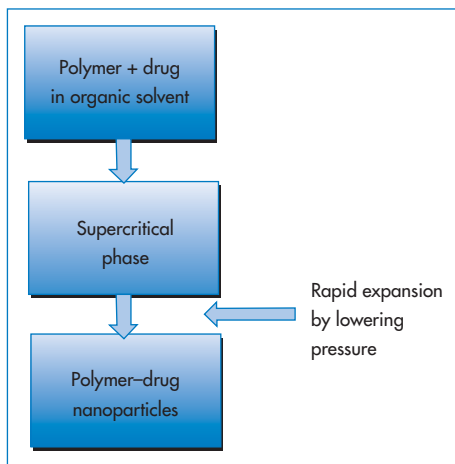 Polymer + drug
in organic solvent
Supercritical
phase
Rapid expansion
by lowering
pressure
Polymer–drug
nanoparticles